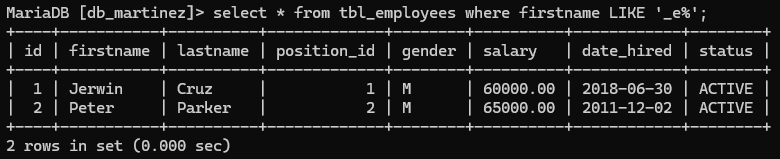 MariaDB [db_martinez]> select * from tbl_employees where firstname LIKE '_e%';
+----+-----------+----------+-------------+--------+----------+------------+--------+
| id | firstname | lastname | position_id | gender | salary   | date_hired | status |
+----+-----------+----------+-------------+--------+----------+------------+--------+
|  1 | Jerwin    | Cruz     |           1 | M      | 60000.00 | 2018-06-30 | ACTIVE |
|  2 | Peter     | Parker   |           2 | M      | 65000.00 | 2011-12-02 | ACTIVE |
+----+-----------+----------+-------------+--------+----------+------------+--------+
2 rows in set (0.000 sec)